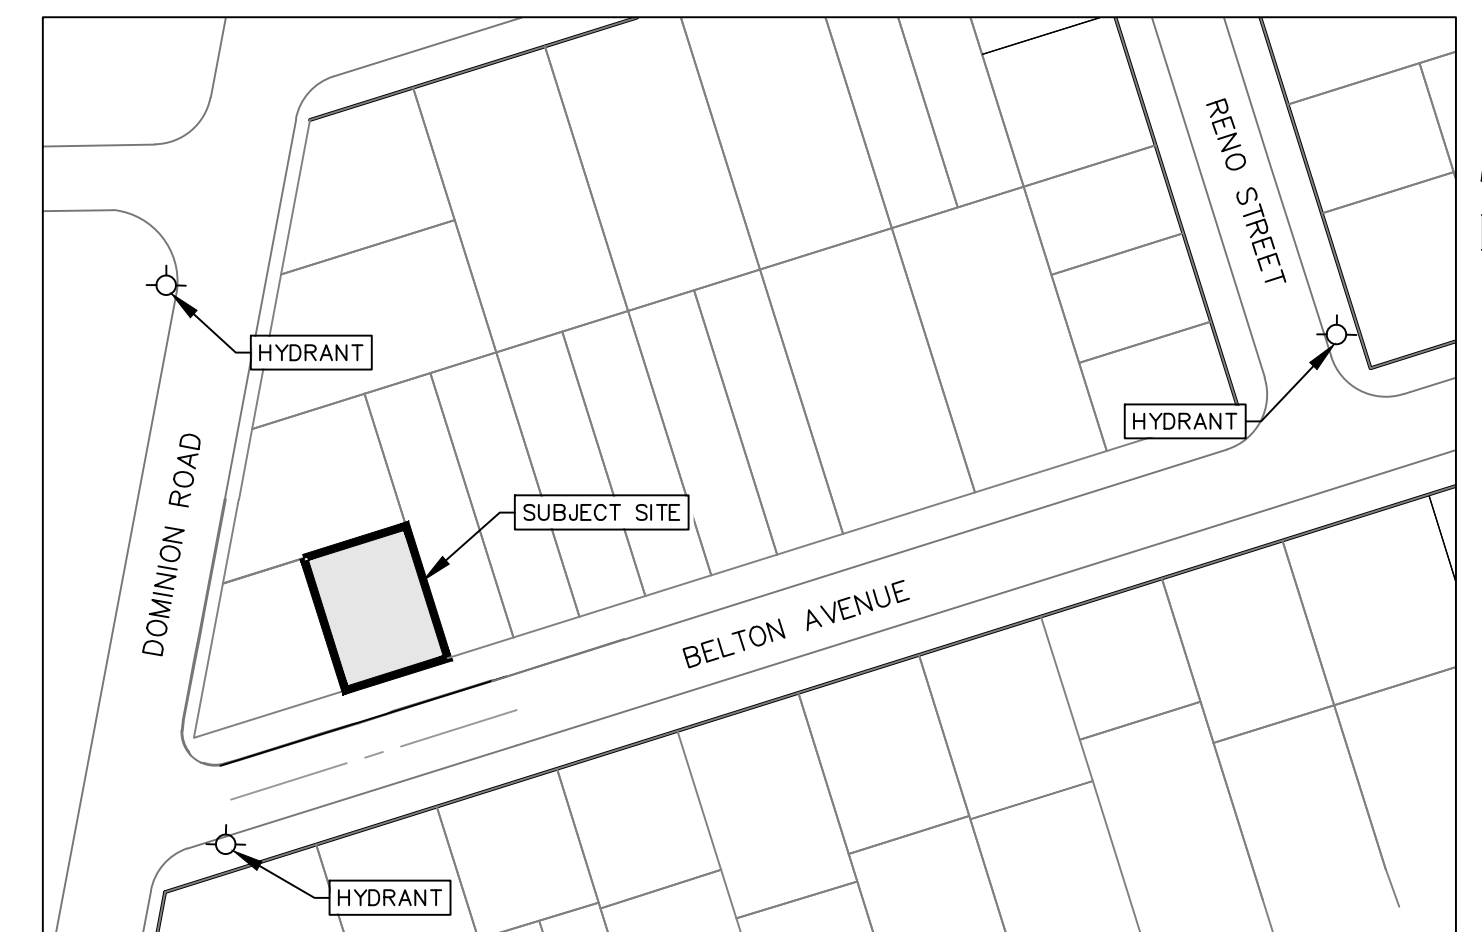 RENO STREET
HYDRANT
HYDRANT
DOMINION ROAD
SUBJECT SITE
BELTON AVENUE
HYDRANT